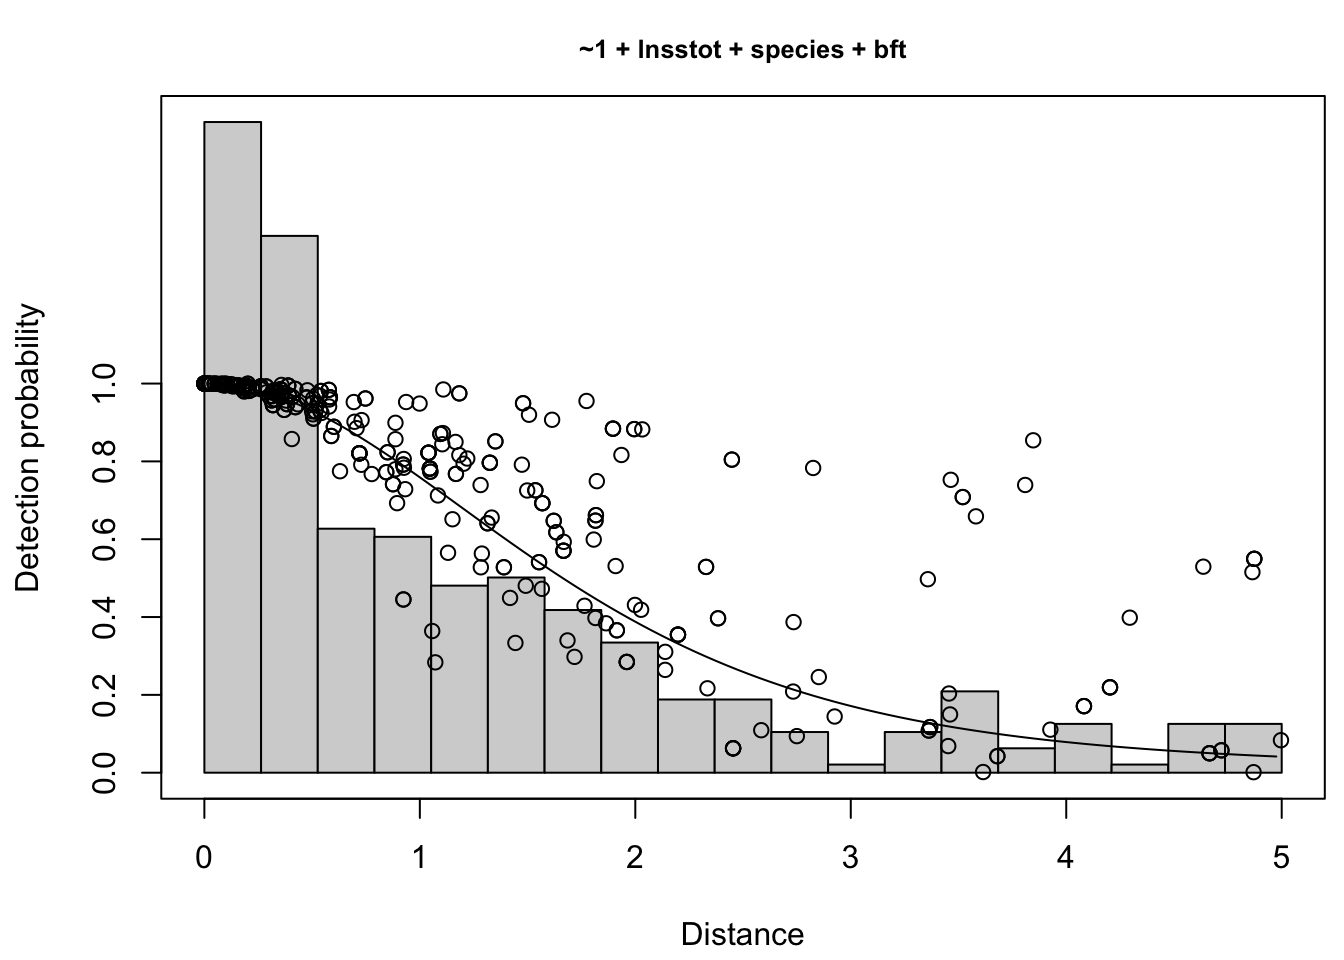 ~1 + lnsstot + species + bft
Detection probability
1.0
0.8
0.6
0.4
0.2
0.0
0 1 2 3 4 5
Distance